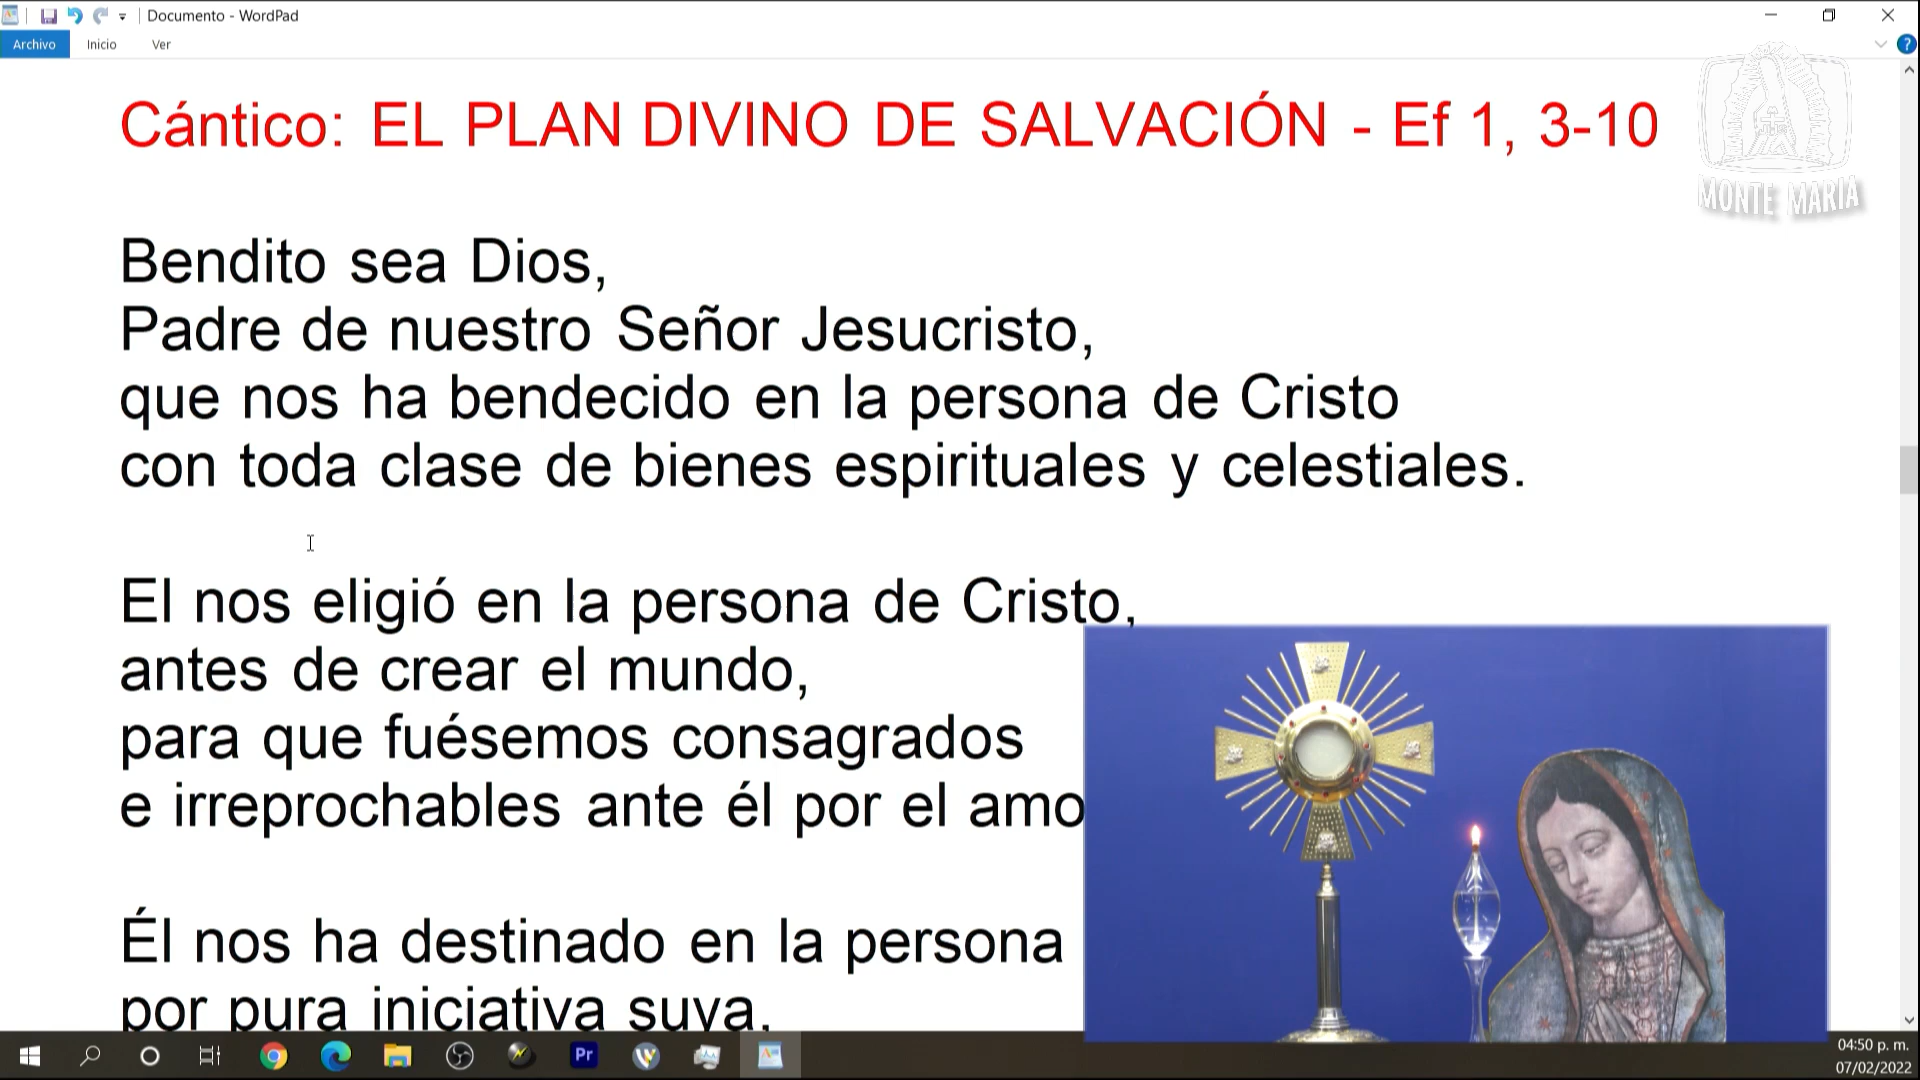 Documento - WordPad
Archivo Inicio Ver
MONTE MARIA
Cántico: EL PLAN DIVINO DE SALVACIÓN - Ef 1, 3-10
Bendito sea Dios,
Padre de nuestro Señor Jesucristo,
que nos ha bendecido en la persona de Cristo
con toda clase de bienes espirituales y celestiales.
El nos eligió en la persona de Cristo,
antes de crear el mundo,
para que fuésemos consagrados
e irreprochables ante él por el amo
Él nos ha destinado en la persona
por pura iniciativa suya,
Pr
04:50 p. m.
07/02/2022